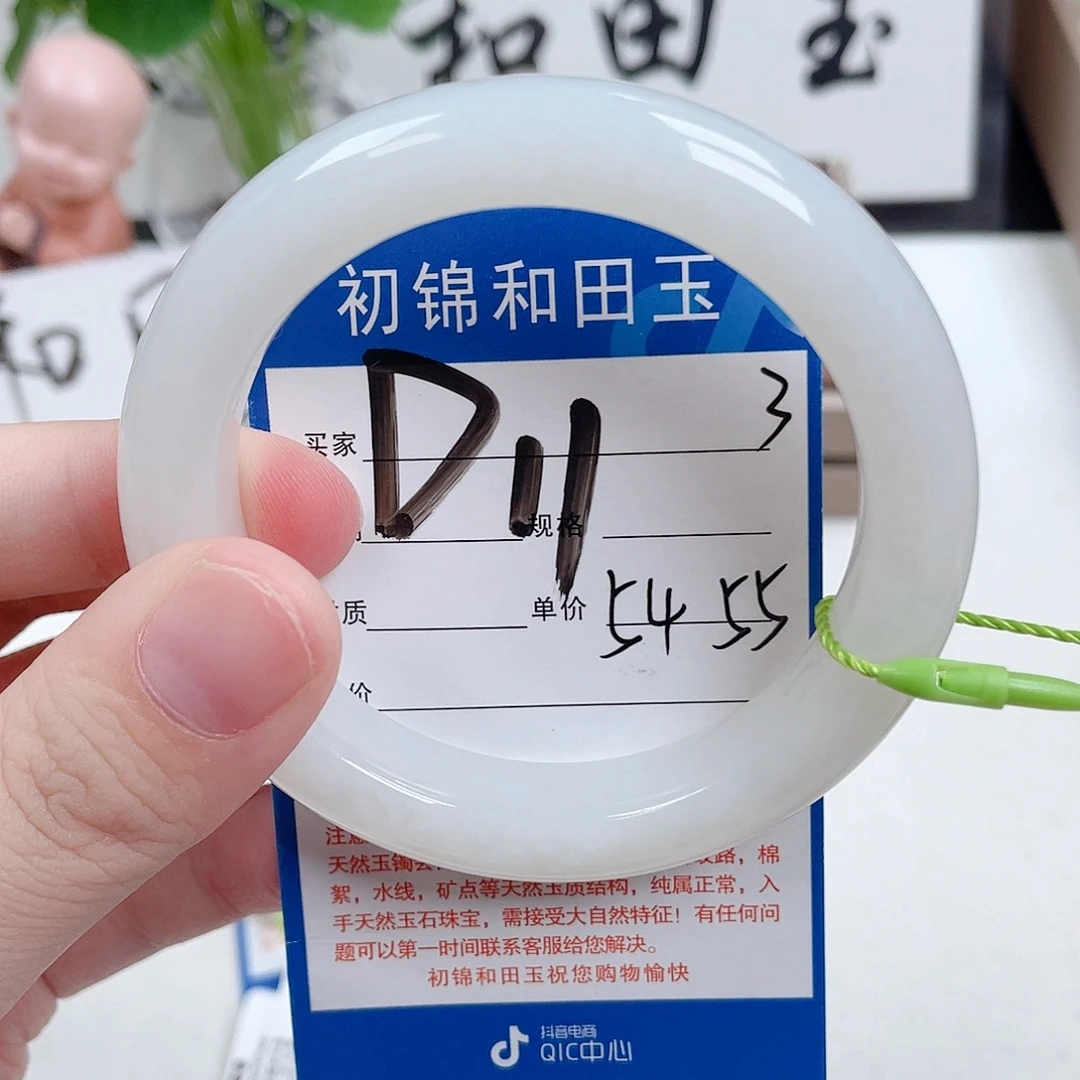 和田玉
和
初锦和田玉
3
买家
D11
规格
质
单价 54 55
价
天然玉镯
絮，水线，矿点等天然玉质结构，纯属正常，入
手天然玉石珠宝，需接受大自然特征！有任何问
题可以第一时间联系客服给您解决。
初锦和田玉祝您购物愉快
抖音电商
QIC中心